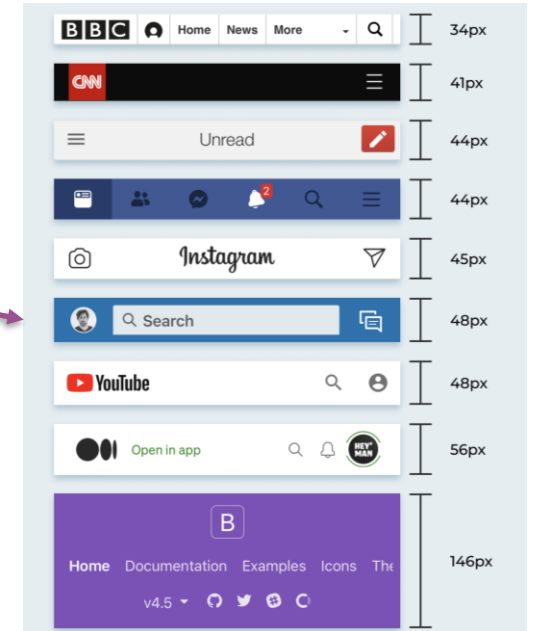 BBC Home News More 34px
CNN 41px
Unread 44px
2 44px
Instagram 45px
Search 48px
YouTube 48px
Open in app HEY MAN 56px
B
Home Documentation Examples Icons The 146px
v4.5